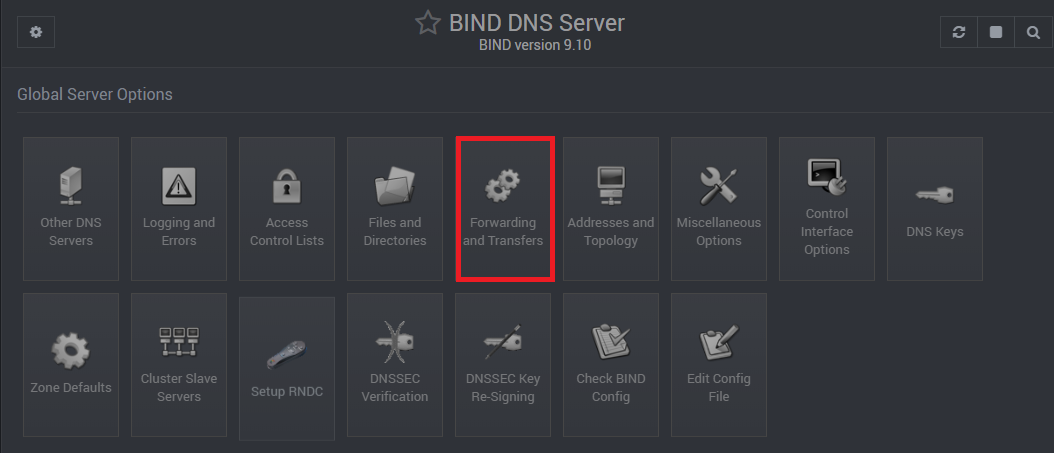 BIND DNS Server
BIND version 9.10
Global Server Options
Other DNS
Servers
Logging and
Errors
Access
Control Lists
Files and
Directories
Forwarding
and Transfers
Addresses and
Topology
Miscellaneous
Options
Control
Interface
Options
DNS Keys
Zone Defaults
Cluster Slave
Servers
Setup RNDC
DNSSEC
Verification
DNSSEC Key
Re-Signing
Check BIND
Config
Edit Config
File